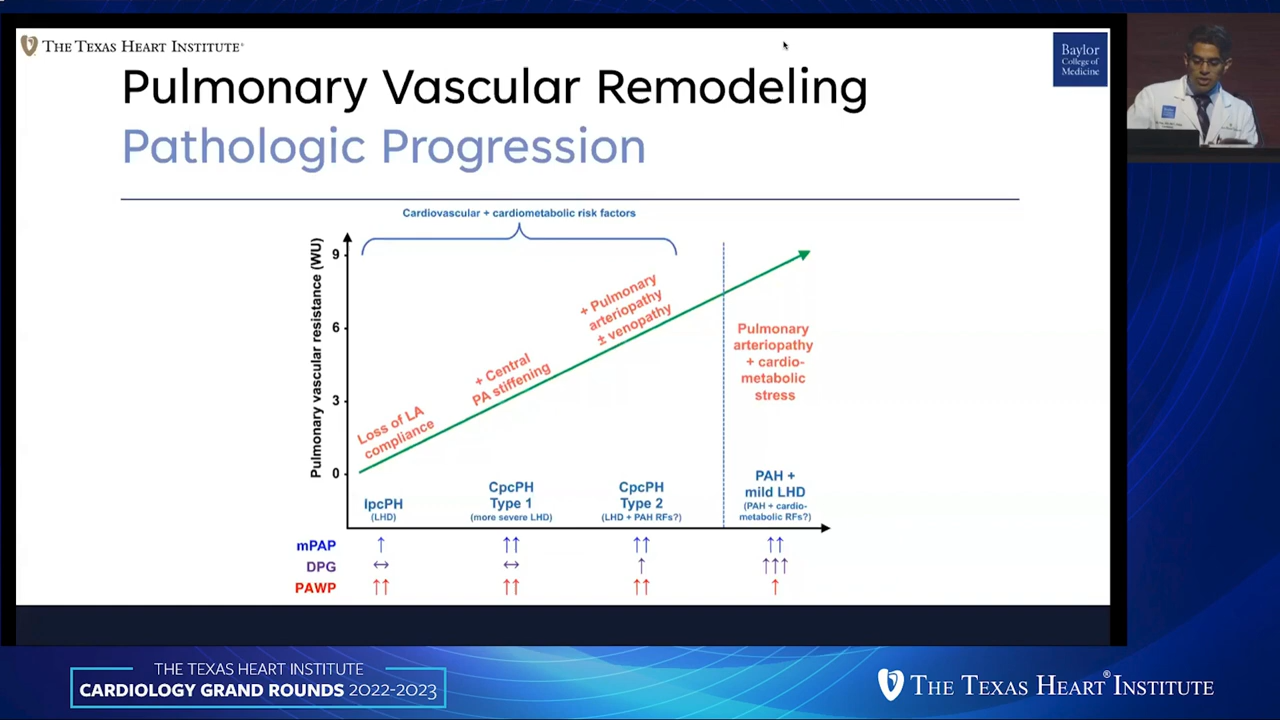 THE TEXAS HEART INSTITUTE®
Baylor
College of
Medicine
Pulmonary Vascular Remodeling
Pathologic Progression
Cardiovascular + cardiometabolic risk factors
Pulmonary vascular resistance (WU)
9
6
3
0
Loss of LA
compliance
+ Central
PA stiffening
+ Pulmonary
arteriopathy
± venopathy
Pulmonary
arteriopathy
+ cardio-
metabolic
stress
IpcPH
(LHD)
CpcPH
Type 1
(more severe LHD)
CpcPH
Type 2
(LHD + PAH RFs?)
PAH +
mild LHD
(PAH + cardio-
metabolic RFs?)
mPAP ↑ ↑↑ ↑↑ ↑↑
DPG ↔ ↔ ↑ ↑↑↑
PAWP ↑↑ ↑↑ ↑↑ ↑
THE TEXAS HEART INSTITUTE
CARDIOLOGY GRAND ROUNDS 2022-2023
THE TEXAS HEART® INSTITUTE